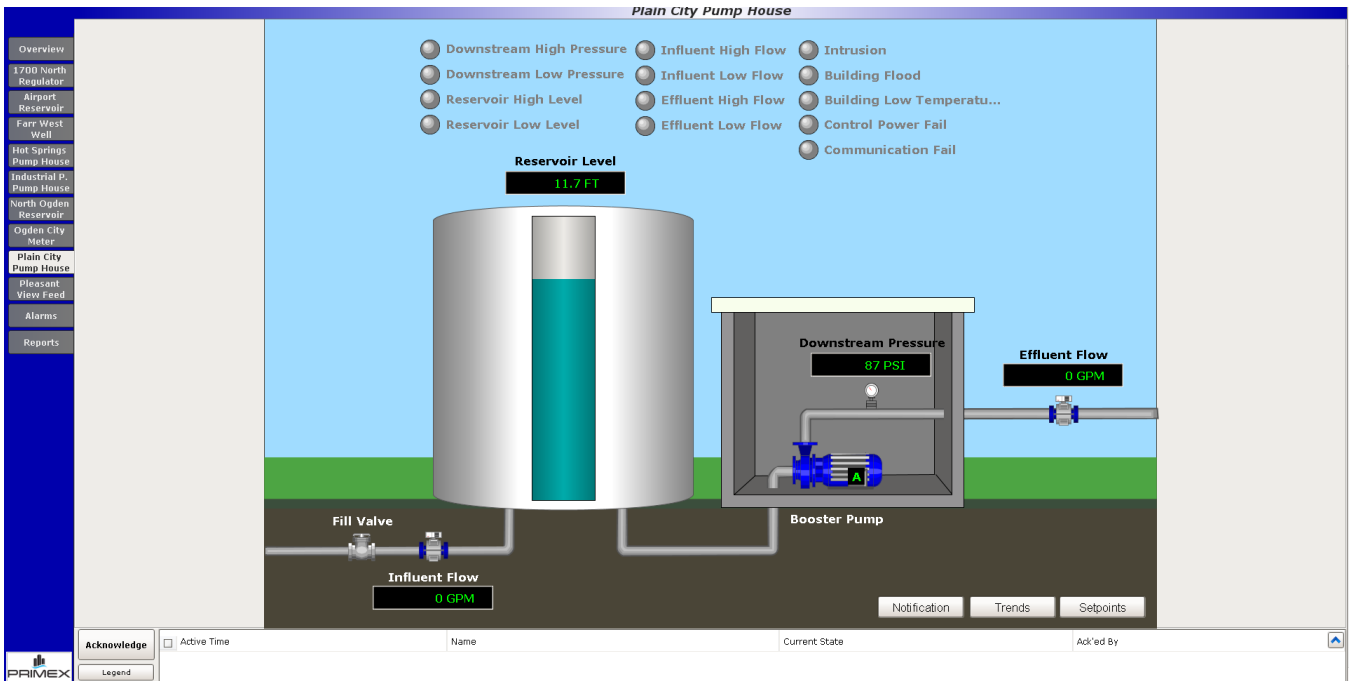 Plain City Pump House
Overview
1700 North
Regulator
Airport
Reservoir
Farr West
Well
Hot Springs
Pump House
Industrial P.
Pump House
North Ogden
Reservoir
Ogden City
Meter
Plain City
Pump House
Pleasant
View Feed
Alarms
Reports
Downstream High Pressure
Influent High Flow
Intrusion
Downstream Low Pressure
Influent Low Flow
Building Flood
Reservoir High Level
Effluent High Flow
Building Low Temperatu...
Reservoir Low Level
Effluent Low Flow
Control Power Fail
Communication Fail
Reservoir Level
11.7 FT
Downstream Pressure
87 PSI
Effluent Flow
0 GPM
A
Fill Valve
Booster Pump
Influent Flow
0 GPM
Notification
Trends
Setpoints
Acknowledge
Active Time
Name
Current State
Ack'ed By
Legend
PRIMEX